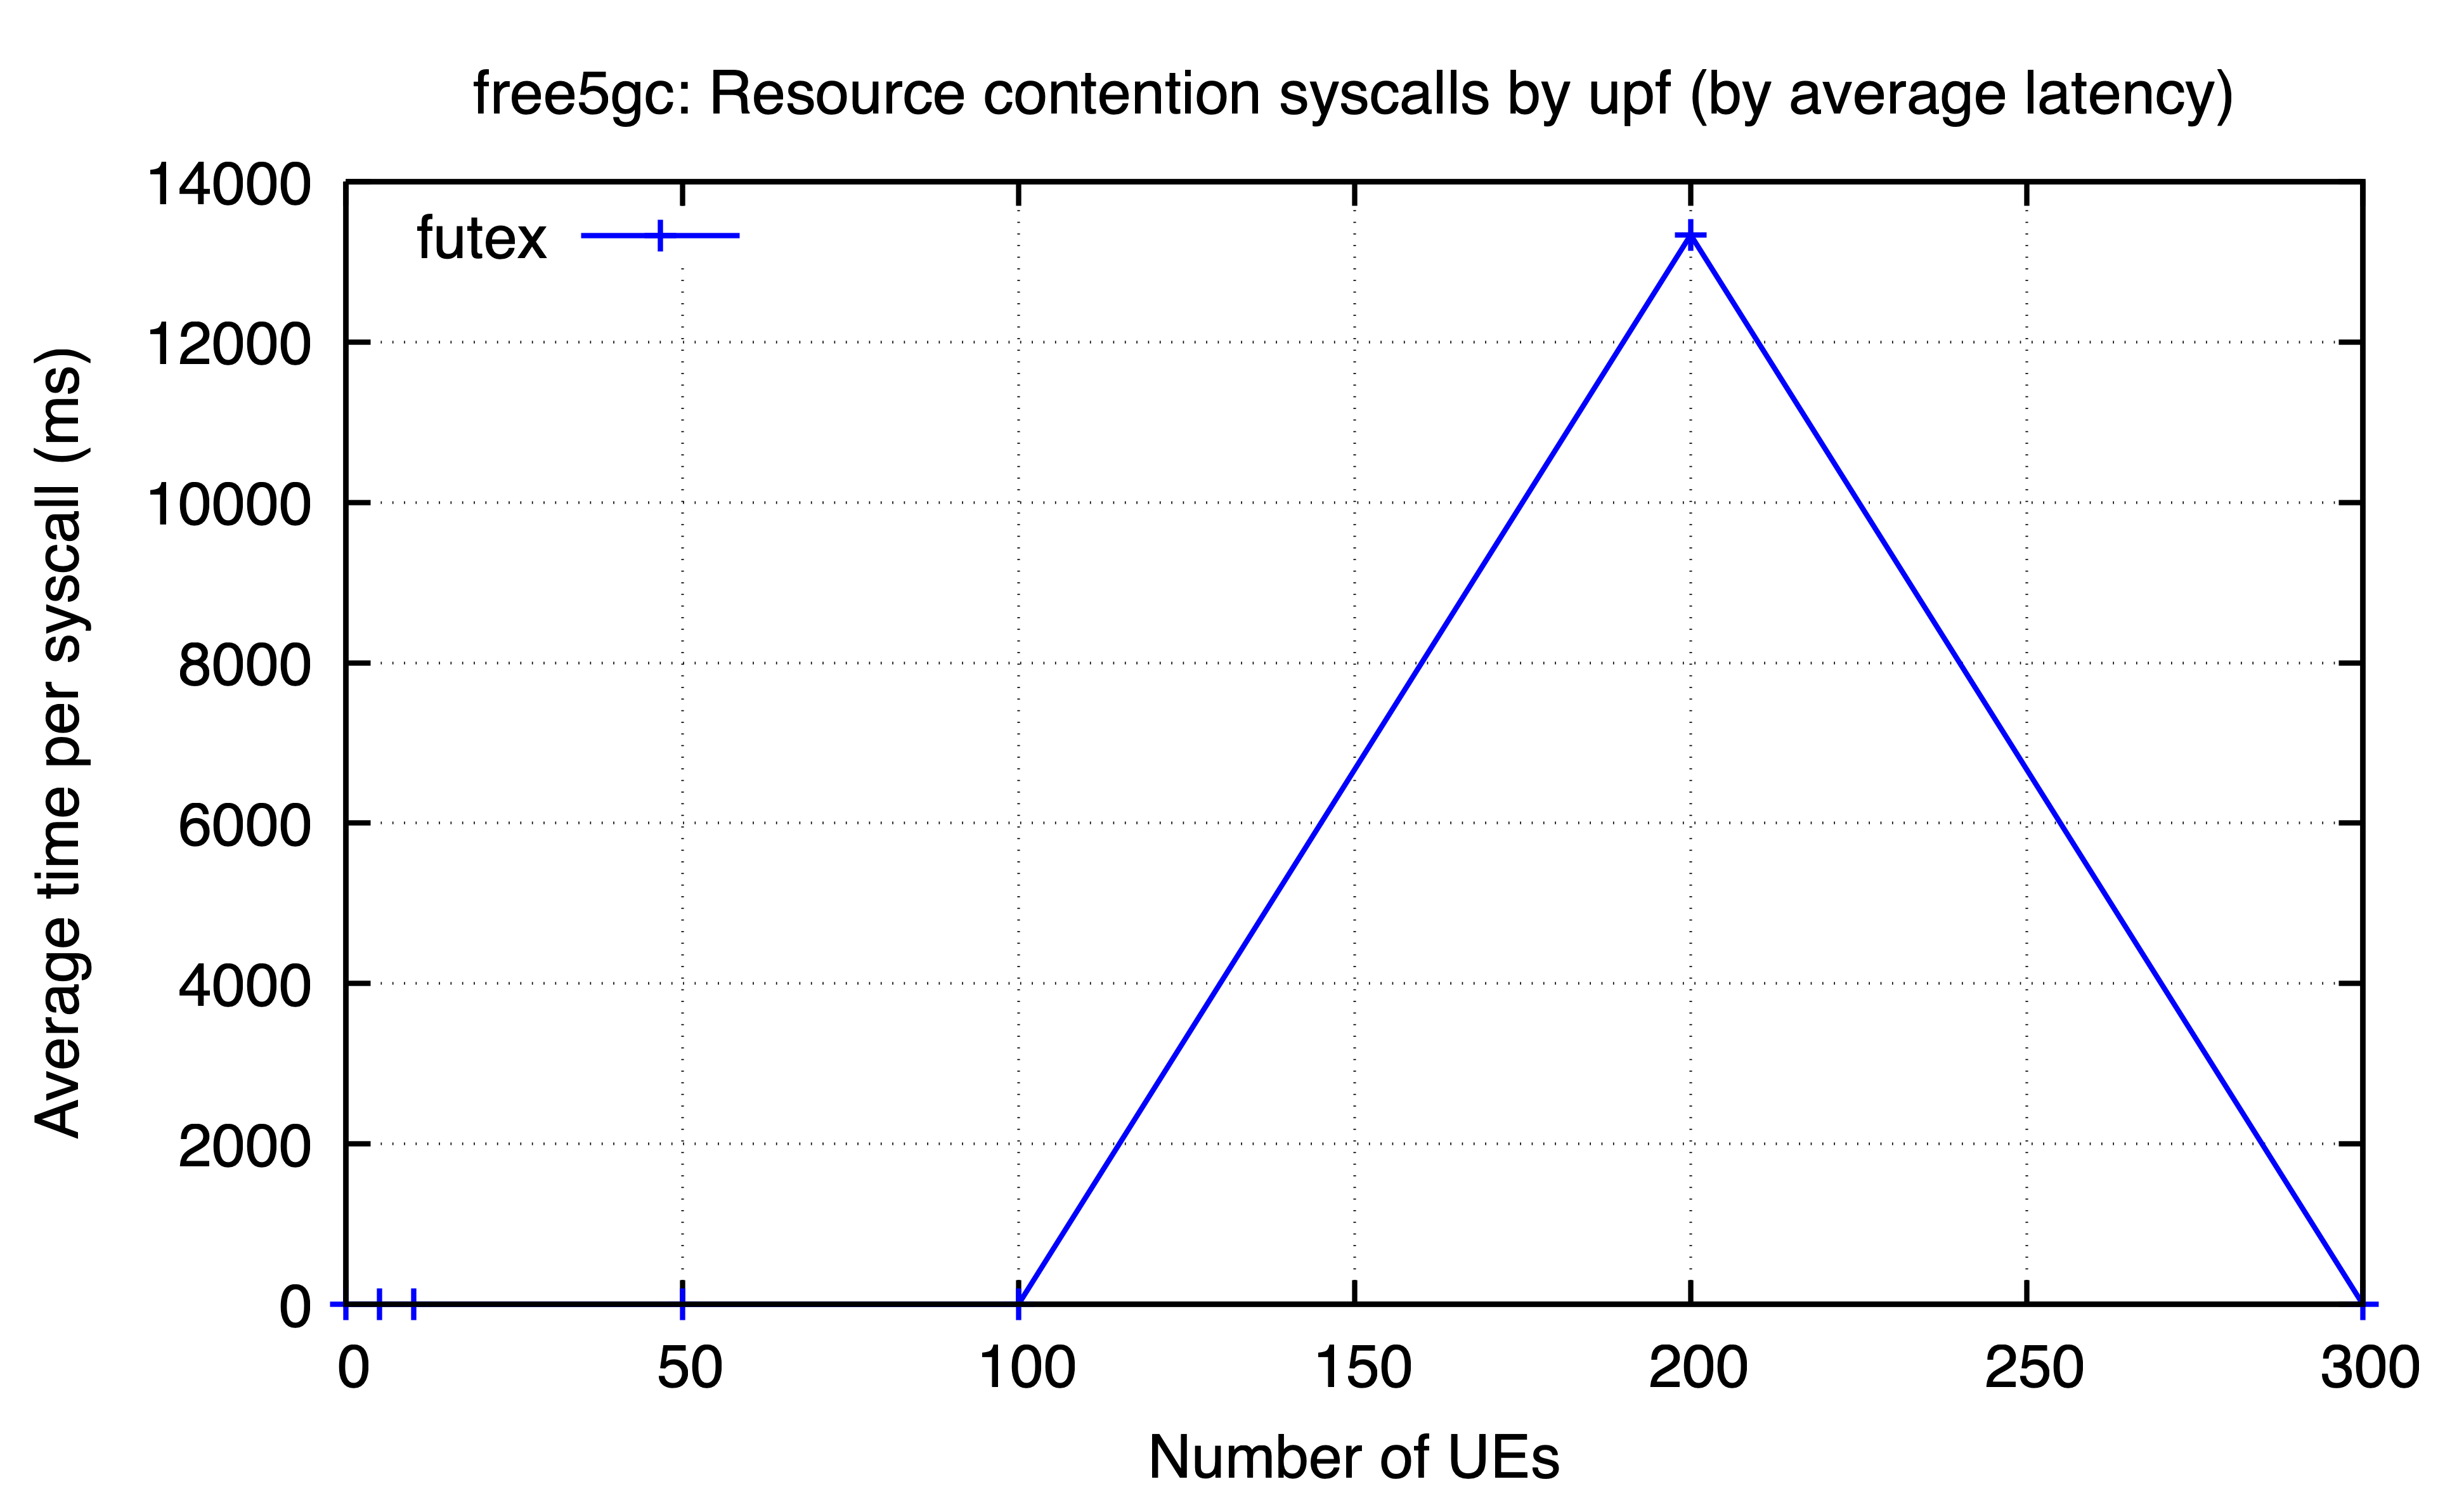 free5gc: Resource contention syscalls by upf (by average latency)
14000
futex
12000
10000
8000
6000
4000
2000
0
Average time per syscall (ms)
0 50 100 150 200 250 300
Number of UEs